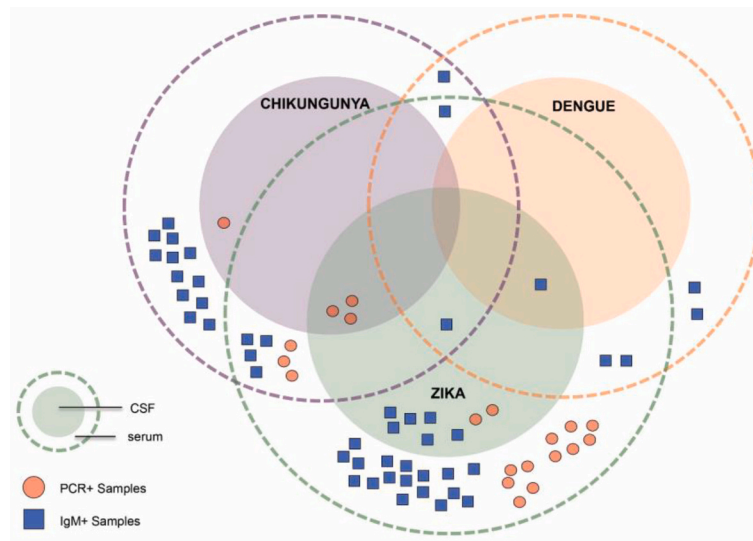 CHIKUNGUNYA
DENGUE
ZIKA
CSF
serum
PCR+ Samples
IgM+ Samples